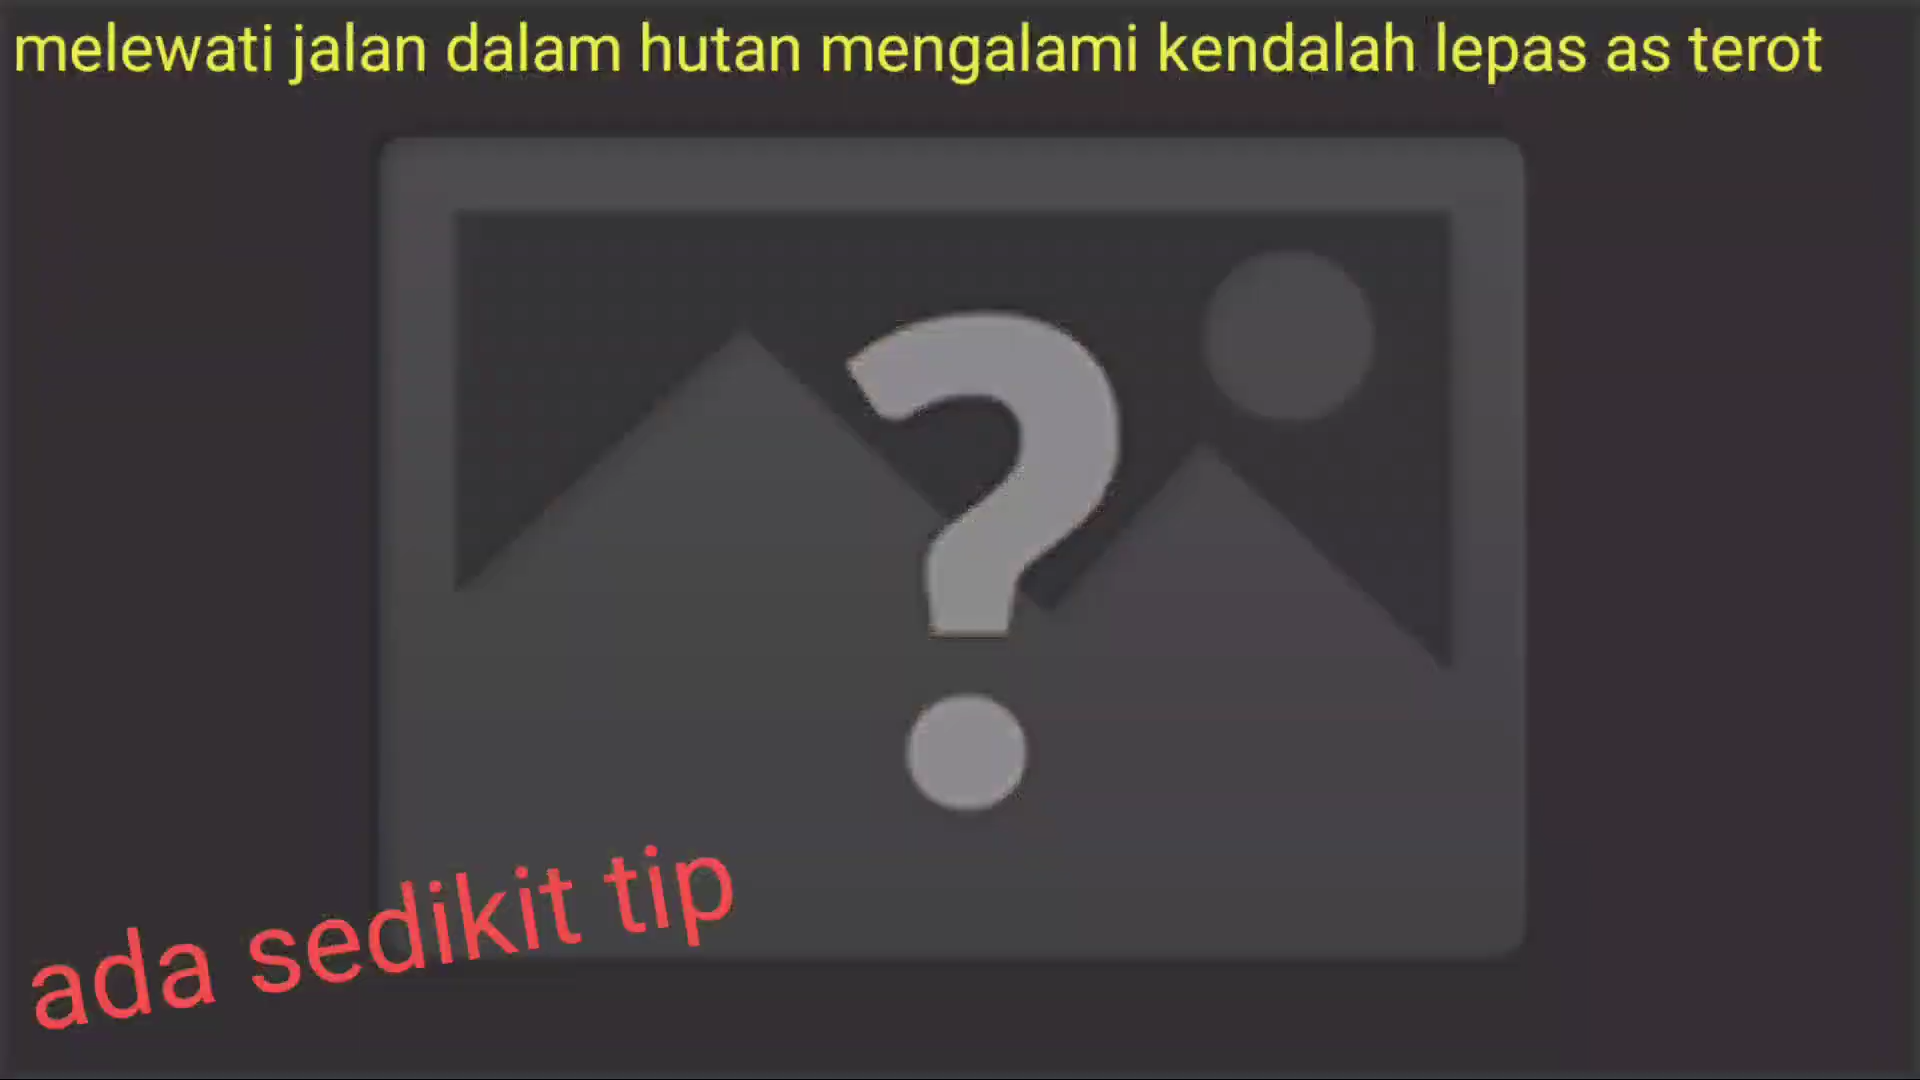 melewati jalan dalam hutan mengalami kendalah lepas as terot
?
ada sedikit tip